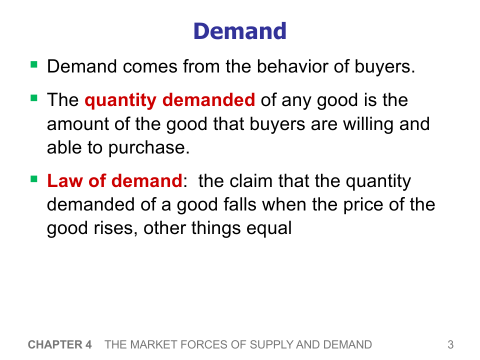 Demand
Demand comes from the behavior of buyers.
The quantity demanded of any good is the
amount of the good that buyers are willing and
able to purchase.
Law of demand:  the claim that the quantity
demanded of a good falls when the price of the
good rises, other things equal
CHAPTER 4 THE MARKET FORCES OF SUPPLY AND DEMAND 3